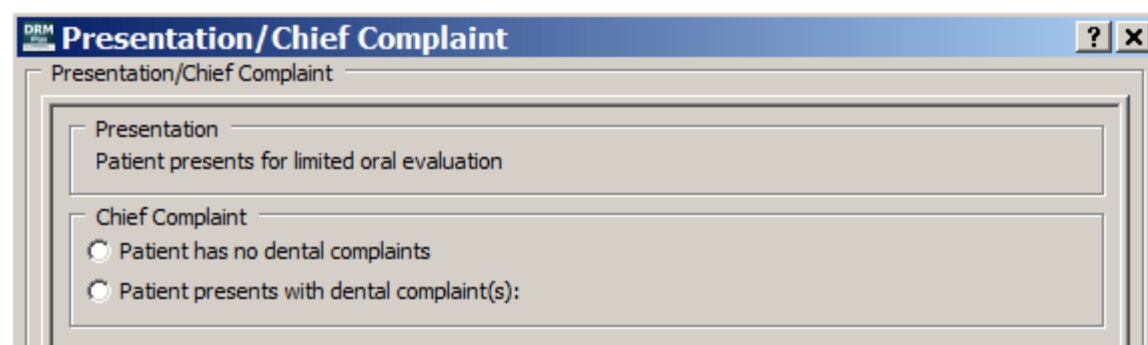 DRM Plus Presentation/Chief Complaint ? ×
Presentation/Chief Complaint
Presentation
Patient presents for limited oral evaluation
Chief Complaint
Patient has no dental complaints
Patient presents with dental complaint(s):